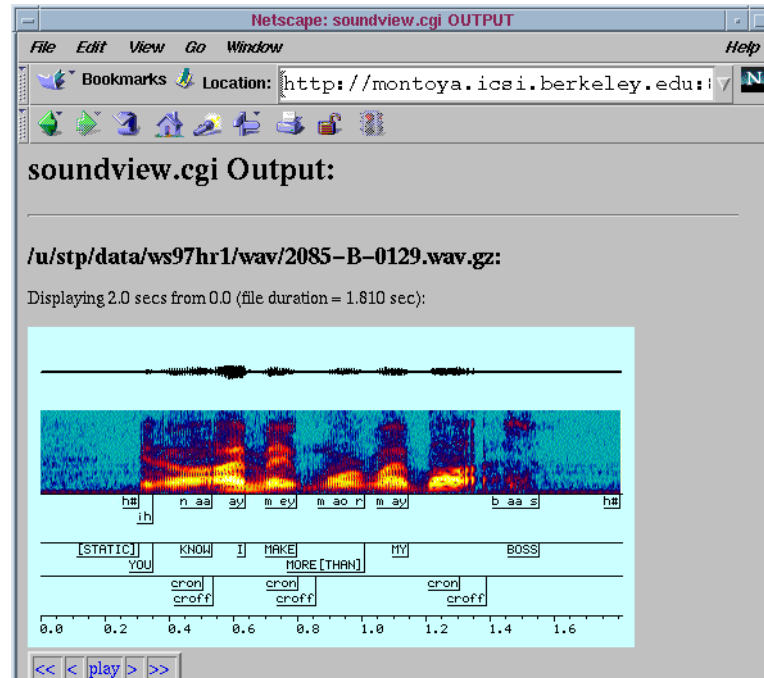 Netscape: soundview.cgi OUTPUT
File Edit View Go Window Help
Bookmarks Location: http://montoya.icsi.berkeley.edu: N
soundview.cgi Output:
/u/stp/data/ws97hr1/wav/2085-B-0129.wav.gz:
Displaying 2.0 secs from 0.0 (file duration = 1.810 sec):
h# n aa ay m ey m ao r m ay b aa s h#
ih
[STATIC] KNOW I MAKE MY BOSS
YOU MORE[THAN]
cron cron cron
croff croff croff
0.0 0.2 0.4 0.6 0.8 1.0 1.2 1.4 1.6
<< < play > >>